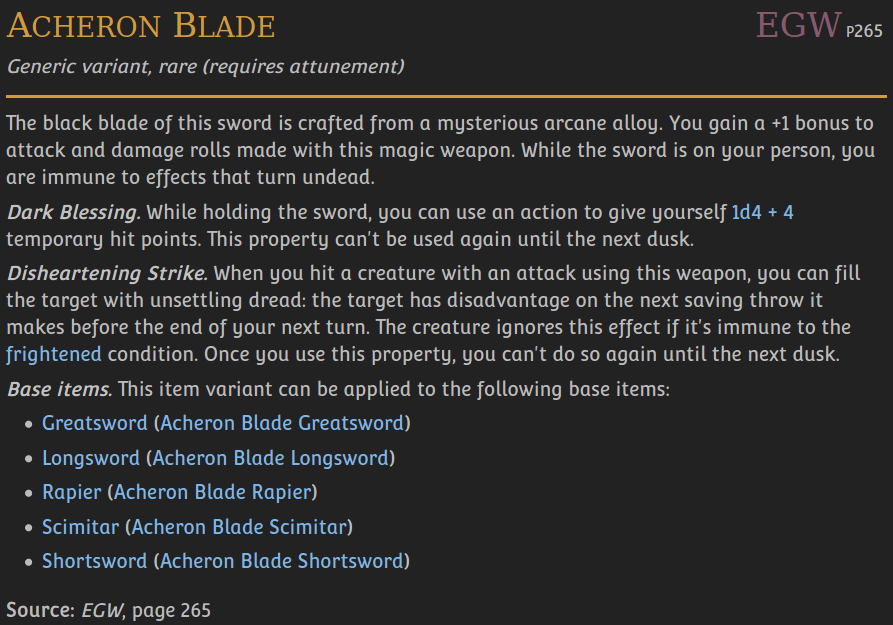 ACHERON BLADE
EGW P265
Generic variant, rare (requires attunement)
The black blade of this sword is crafted from a mysterious arcane alloy. You gain a +1 bonus to
attack and damage rolls made with this magic weapon. While the sword is on your person, you
are immune to effects that turn undead.
Dark Blessing. While holding the sword, you can use an action to give yourself 1d4 + 4
temporary hit points. This property can't be used again until the next dusk.
Disheartening Strike. When you hit a creature with an attack using this weapon, you can fill
the target with unsettling dread: the target has disadvantage on the next saving throw it
makes before the end of your next turn. The creature ignores this effect if it's immune to the
frightened condition. Once you use this property, you can't do so again until the next dusk.
Base items. This item variant can be applied to the following base items:
• Greatsword (Acheron Blade Greatsword)
• Longsword (Acheron Blade Longsword)
• Rapier (Acheron Blade Rapier)
• Scimitar (Acheron Blade Scimitar)
• Shortsword (Acheron Blade Shortsword)
Source: EGW, page 265